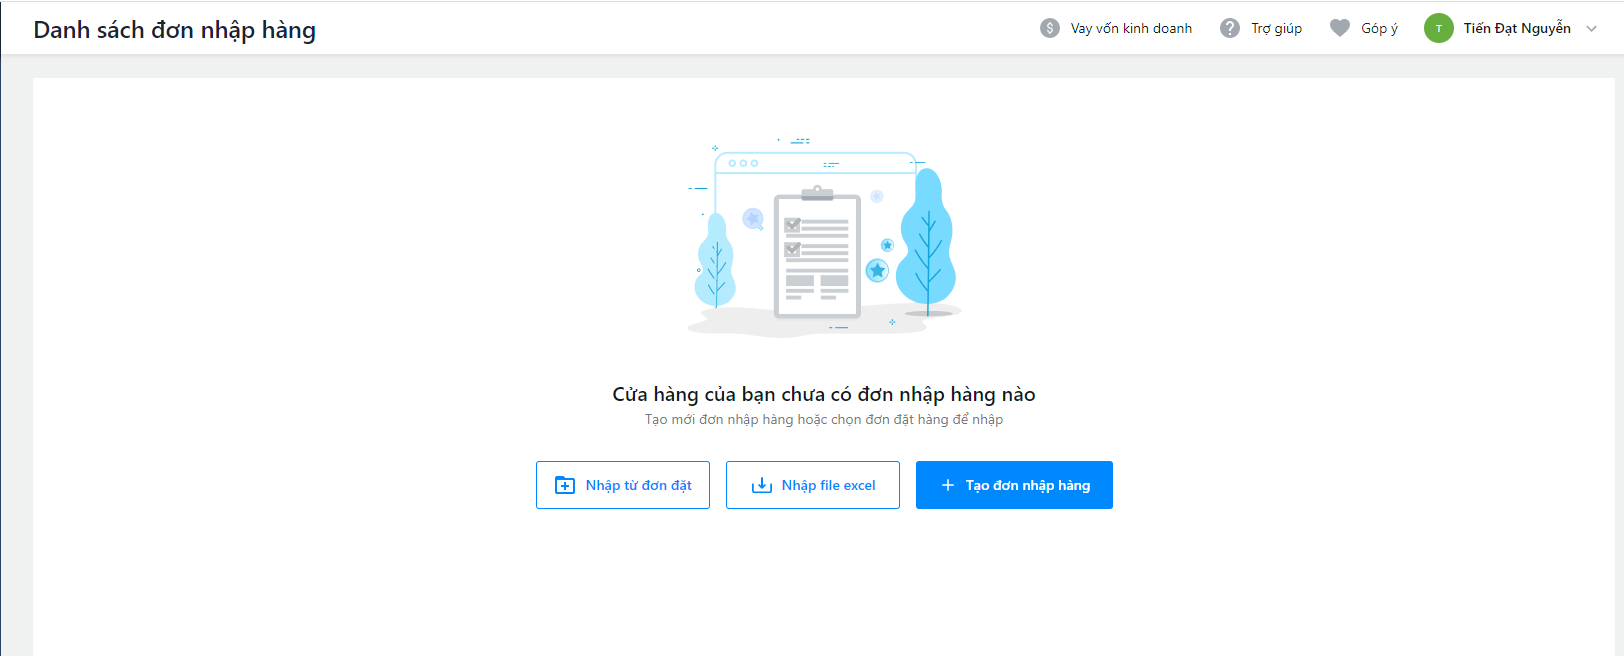 Danh sách đơn nhập hàng
$ Vay vốn kinh doanh
? Trợ giúp
Góp ý
T Tiến Đạt Nguyễn
Cửa hàng của bạn chưa có đơn nhập hàng nào
Tạo mới đơn nhập hàng hoặc chọn đơn đặt hàng để nhập
Nhập từ đơn đặt
Nhập file excel
+ Tạo đơn nhập hàng